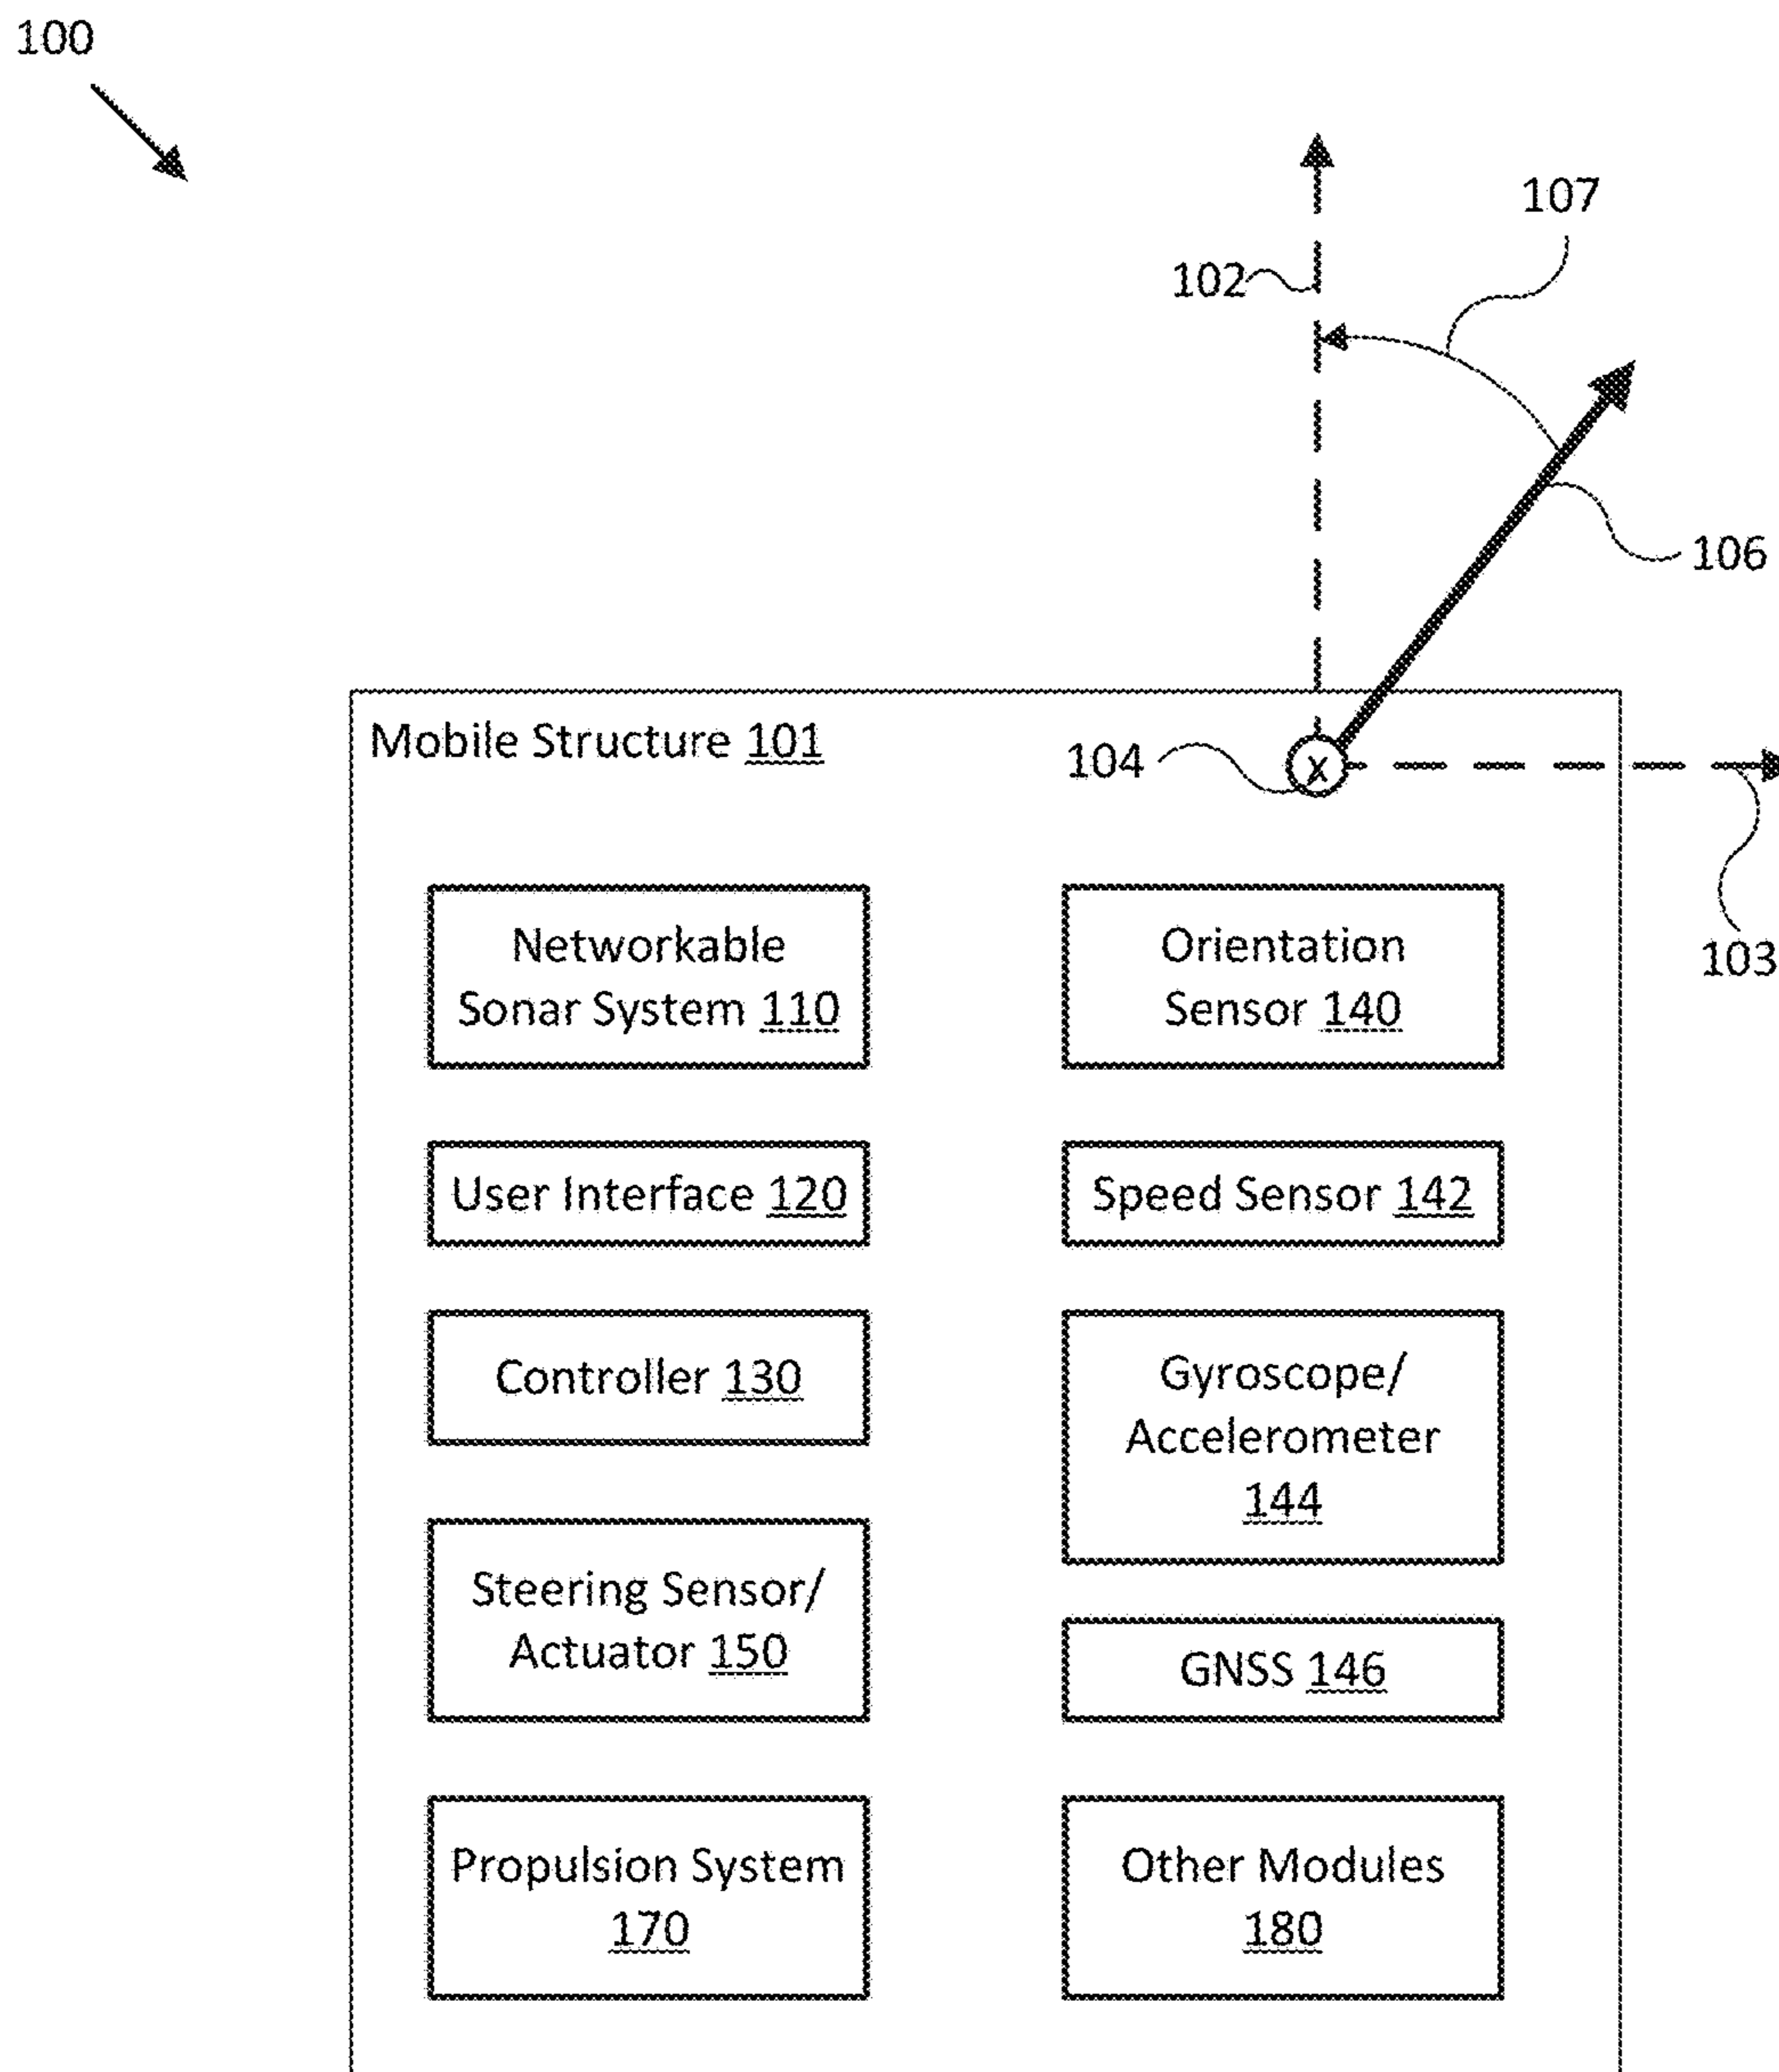 100
107
102
106
Mobile Structure 101
104
X
103
Networkable
Sonar System 110
Orientation
Sensor 140
User Interface 120
Speed Sensor 142
Controller 130
Gyroscope/
Accelerometer
144
Steering Sensor/
Actuator 150
GNSS 146
Propulsion System
170
Other Modules
180